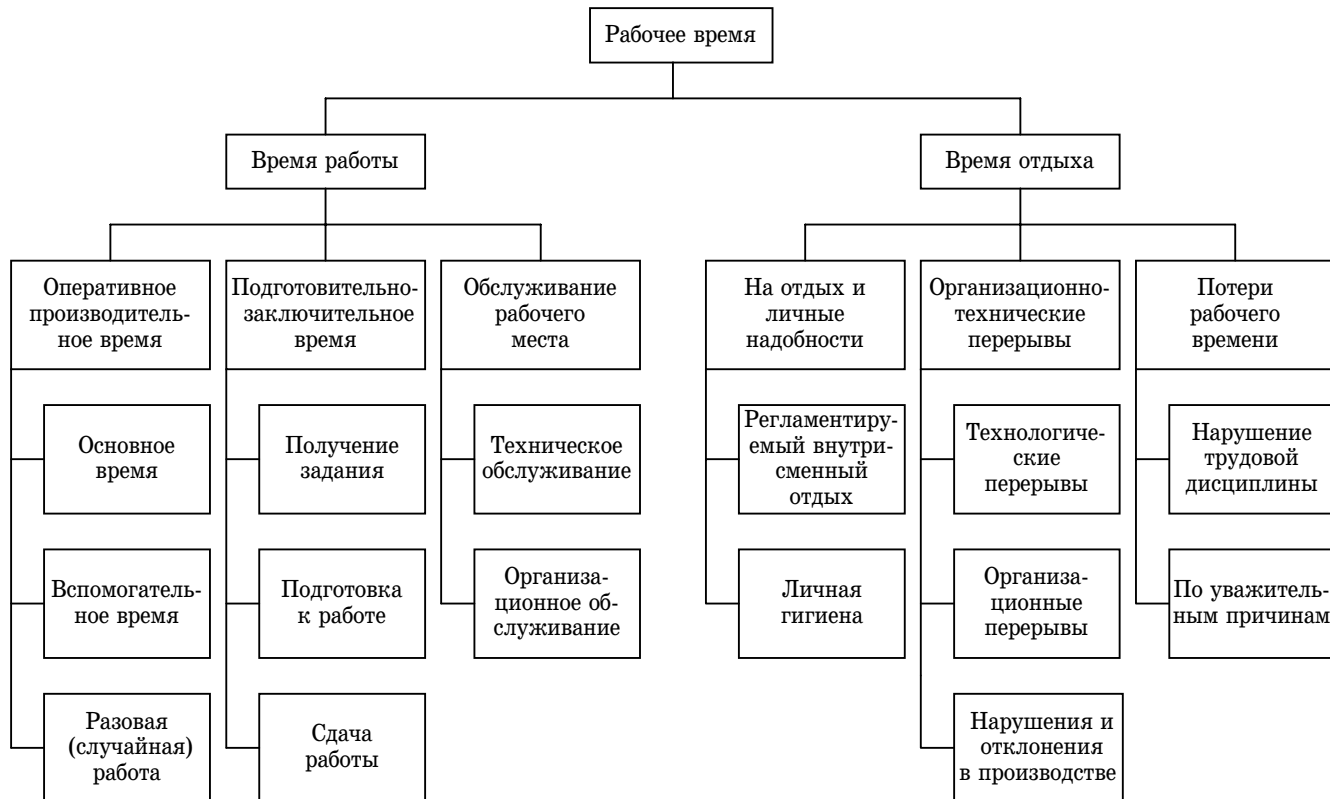 Рабочее время
Время работы
Время отдыха
Оперативное
производитель-
ное время
Подготовительно-
заключительное
время
Обслуживание
рабочего
места
На отдых и
личные
надобности
Организационно-
технические
перерывы
Потери
рабочего
времени
Основное
время
Получение
задания
Техническое
обслуживание
Регламентиру-
емый внутри-
сменный
отдых
Технологиче-
ские
перерывы
Нарушение
трудовой
дисциплины
Вспомогатель-
ное время
Подготовка
к работе
Организа-
ционное об-
служивание
Личная
гигиена
Организа-
ционные
перерывы
По уважитель-
ным причинам
Разовая
(случайная)
работа
Сдача
работы
Нарушения и
отклонения
в производстве